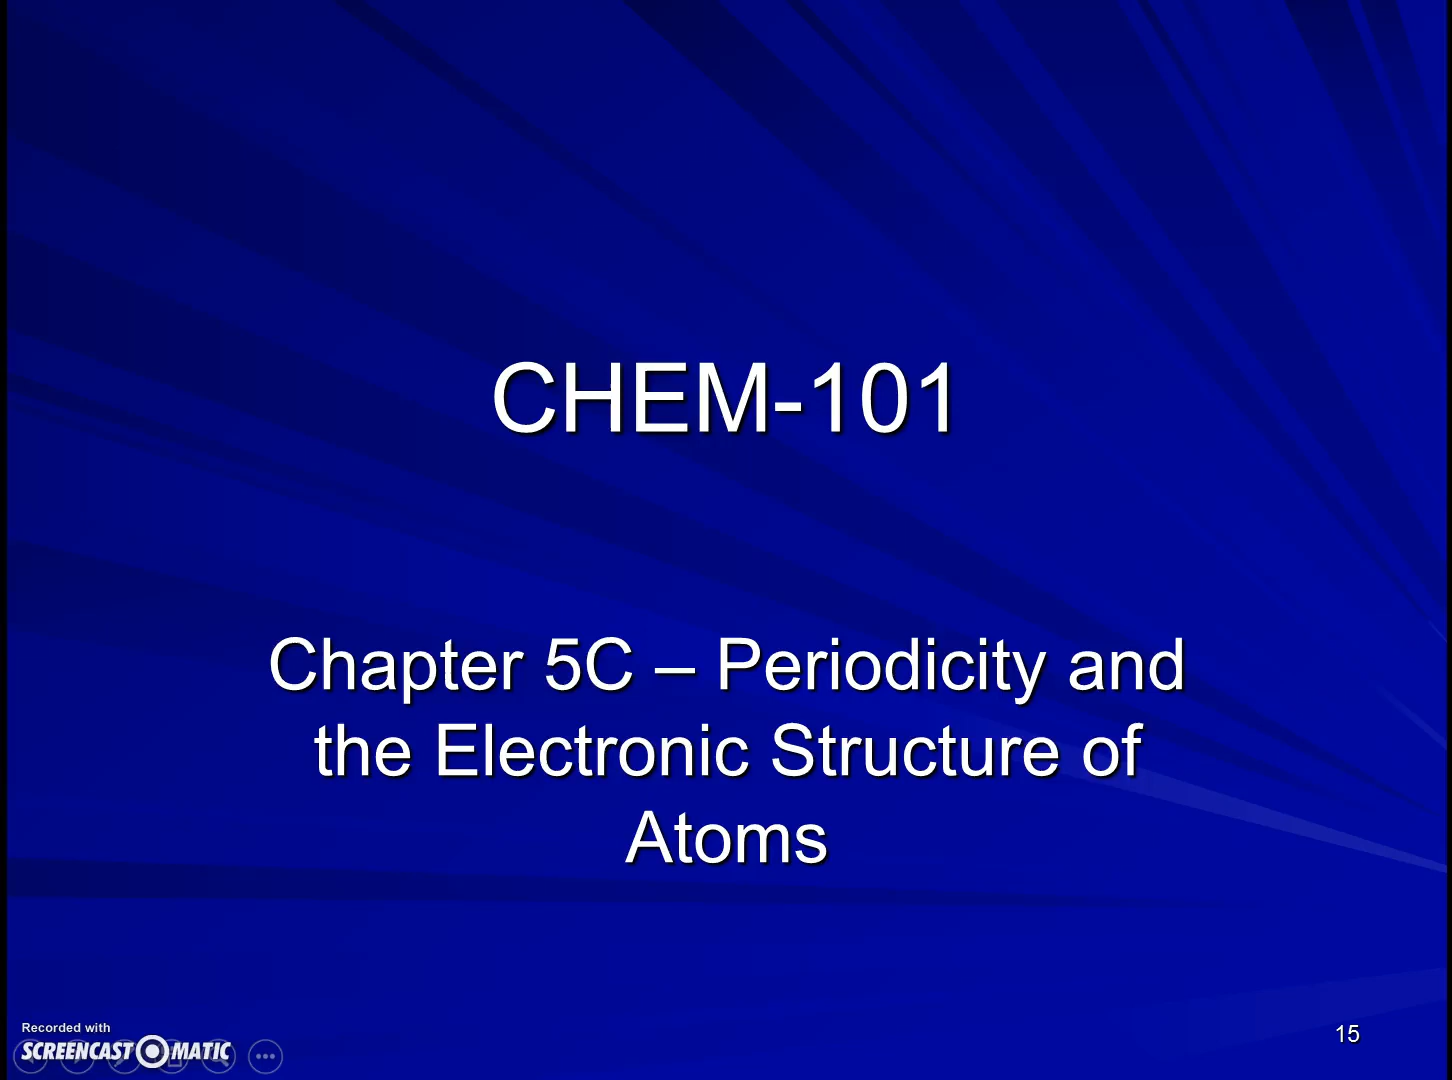 CHEM-101
Chapter 5C – Periodicity and
the Electronic Structure of
Atoms
Recorded with
SCREENCAST MATIC
15